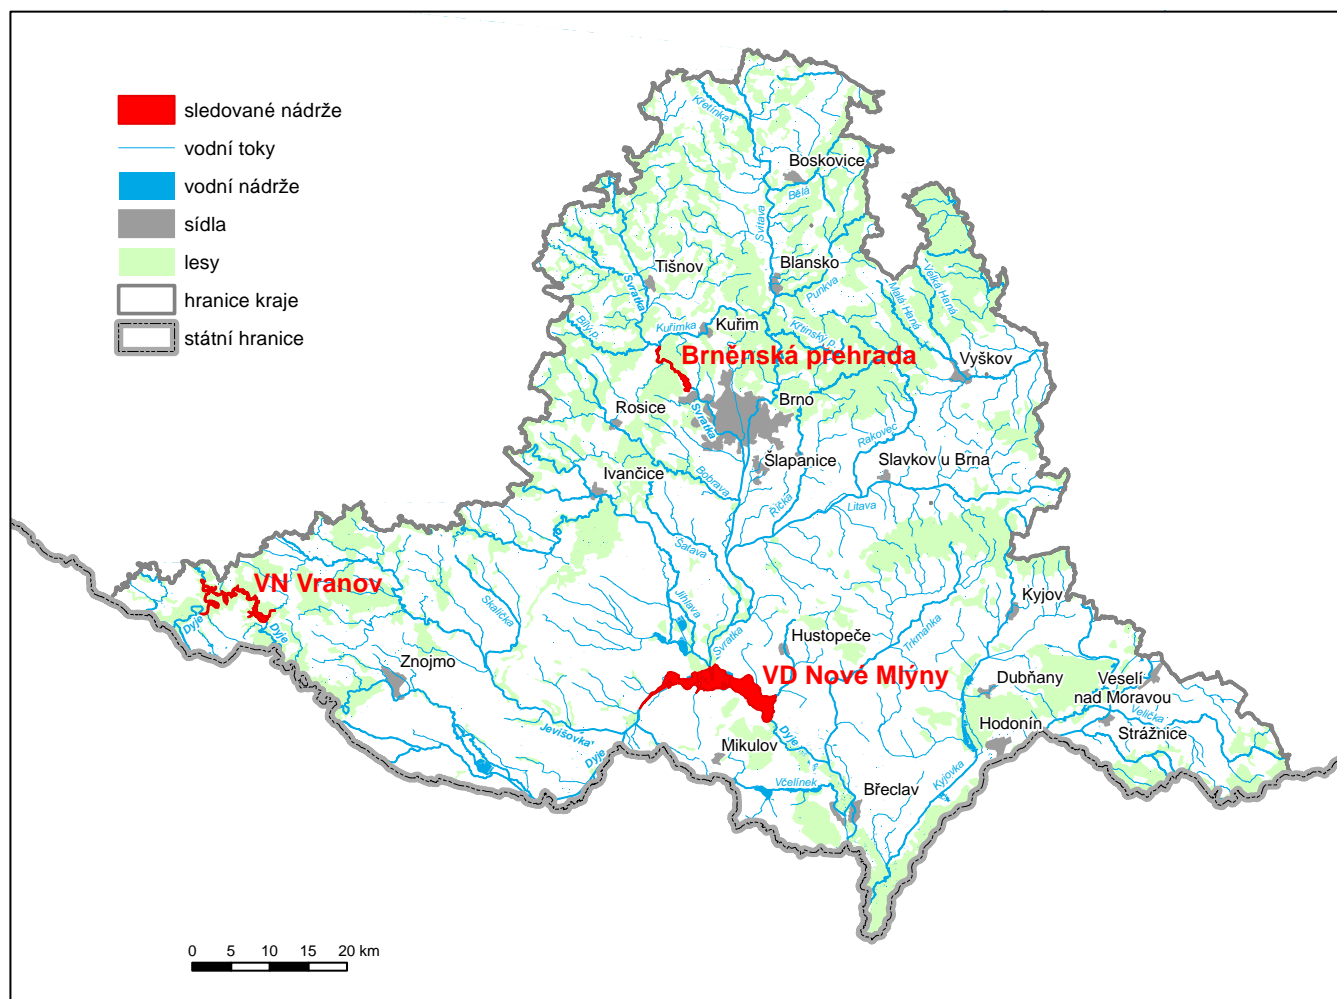 sledované nádrže
vodní toky
vodní nádrže
sídla
lesy
hranice kraje
státní hranice
Křetínka
Boskovice
Bělá
Svitava
Tišnov
Blansko
Svratka
Punkva
Malá Haná
Velká Haná
Bílý p.
Kuřimka
Kuřim
Křtinský p.
Brněnská přehrada
Vyškov
Rosice
Brno
Svratka
Rakovec
Ivančice
Šlapanice
Slavkov u Brna
Bobrava
Říčka
Litava
Šatava
VN Vranov
Jihlava
Skalička
Kyjov
Dyje
Dyje
Svratka
Hustopeče
Trkmanka
Znojmo
VD Nové Mlýny
Dubňany
Veselí
nad Moravou
Velička
Hodonín
Strážnice
Jevišovka
Mikulov
Dyje
Dyje
Včelínek
Břeclav
Kyjovka
0 5 10 15 20 km